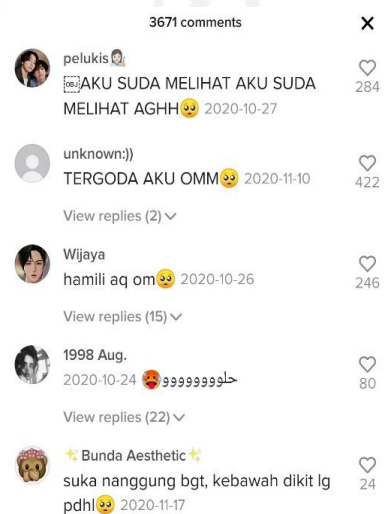 3671 comments
pelukis👩🏻‍🎨
￼AKU SUDA MELIHAT AKU SUDA
284
MELIHAT AGHH🥺 2020-10-27
unknown:))
TERGODA AKU OMM🥺 2020-11-10
422
View replies (2)
Wijaya
hamili aq om🥺 2020-10-26
246
View replies (15)
1998 Aug.
2020-10-24 🥵حلووووووووو
80
View replies (22)
✨Bunda Aesthetic✨
suka nanggung bgt, kebawah dikit lg
24
pdhl🥺 2020-11-17